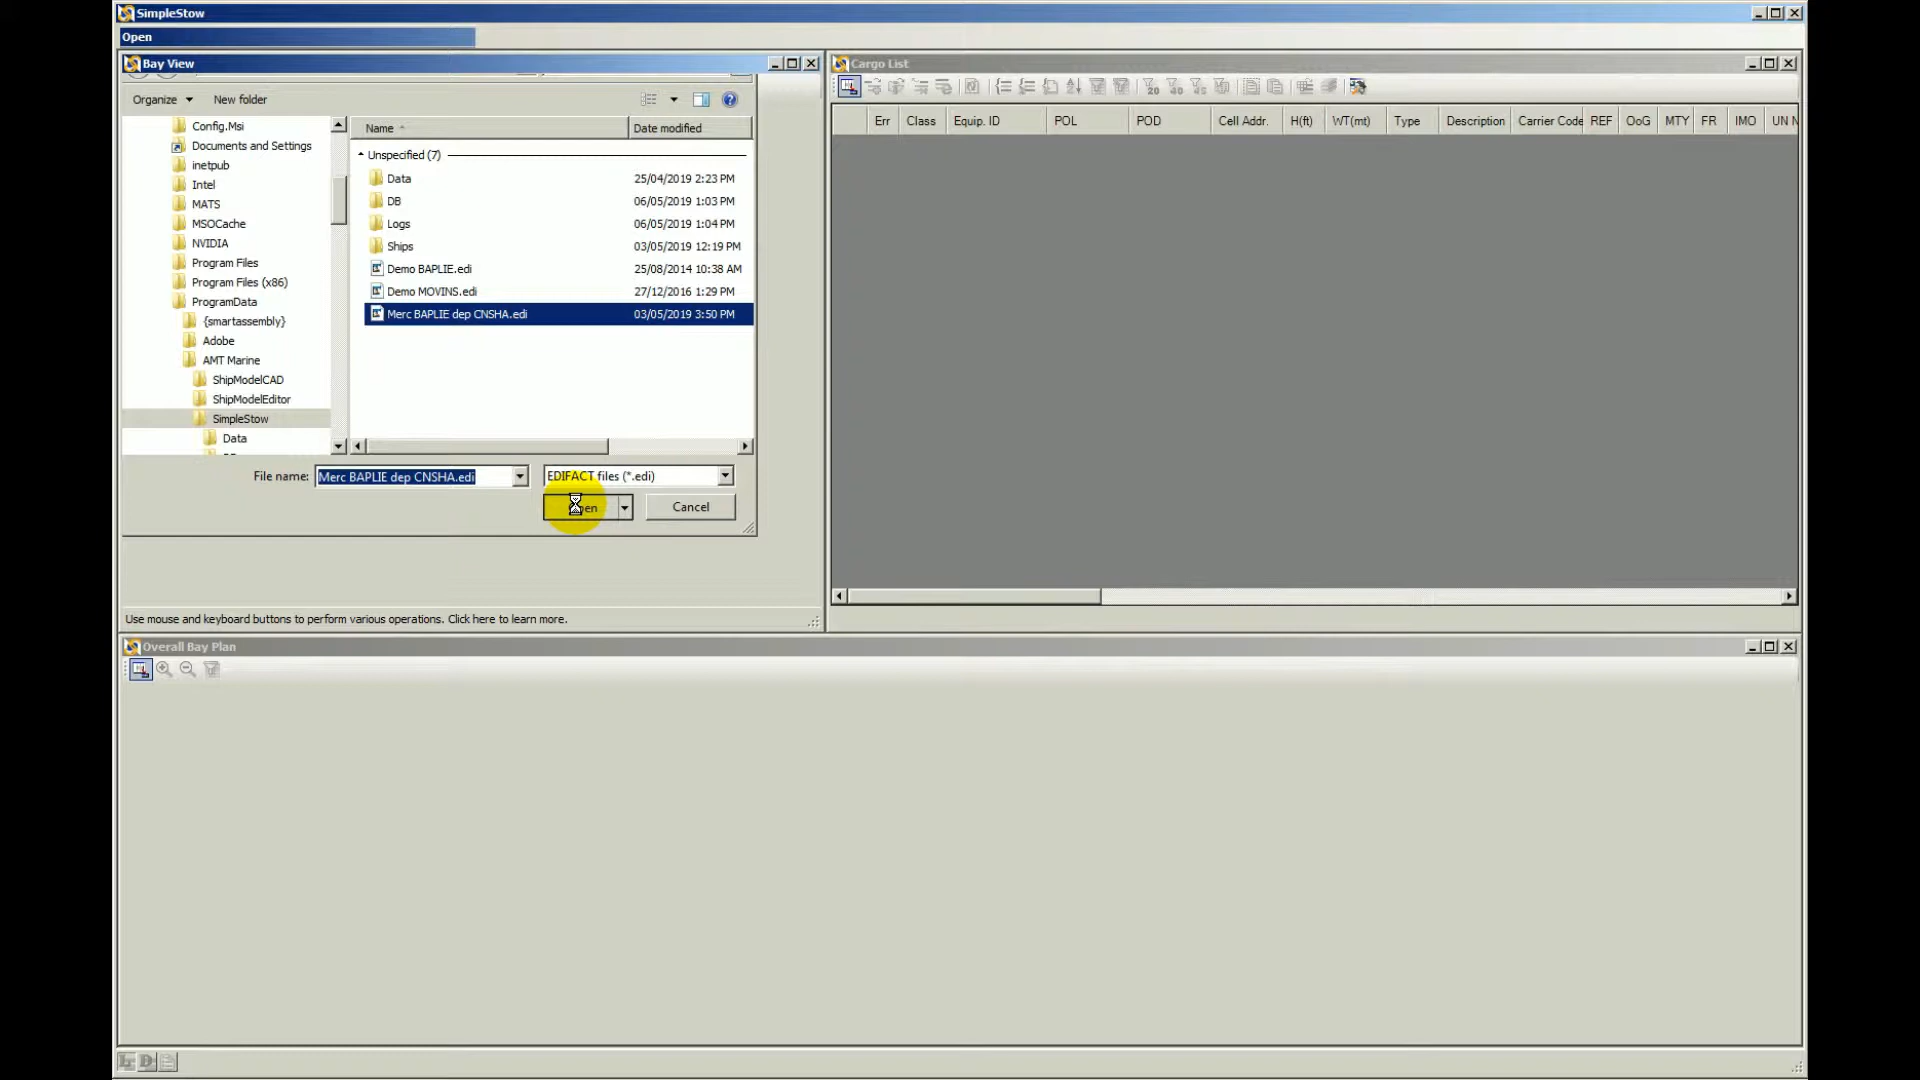 SimpleStow
Open
Bay View
Cargo List
Organize
New folder
Err Class Equip. ID POL POD Cell Addr. H(ft) WT(mt) Type Description Carrier Code REF OoG MTY FR IMO UN N
Config.Msi
Documents and Settings
inetpub
Intel
MATS
MSOCache
NVIDIA
Program Files
Program Files (x86)
ProgramData
{smartassembly}
Adobe
AMT Marine
ShipModelCAD
ShipModelEditor
SimpleStow
Data
Name Date modified
Unspecified (7)
Data 25/04/2019 2:23 PM
DB 06/05/2019 1:03 PM
Logs 06/05/2019 1:04 PM
Ships 03/05/2019 12:19 PM
Demo BAPLIE.edi 25/08/2014 10:38 AM
Demo MOVINS.edi 27/12/2016 1:29 PM
Merc BAPLIE dep CNSHA.edi 03/05/2019 3:50 PM
File name: Merc BAPLIE dep CNSHA.edi EDIFACT files (*.edi)
Cancel
Use mouse and keyboard buttons to perform various operations. Click here to learn more.
Overall Bay Plan